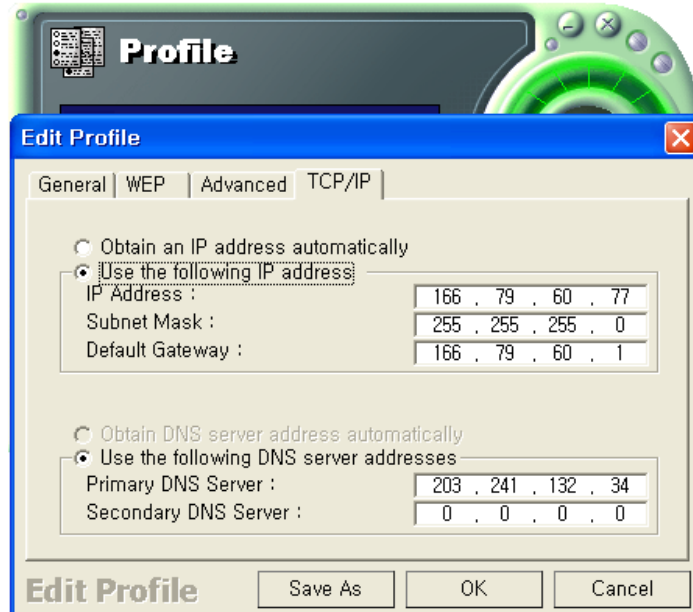 Profile
Edit Profile
General WEP Advanced TCP/IP
Obtain an IP address automatically
Use the following IP address
IP Address : 166 . 79 . 60 . 77
Subnet Mask : 255 . 255 . 255 . 0
Default Gateway : 166 . 79 . 60 . 1
Obtain DNS server address automatically
Use the following DNS server addresses
Primary DNS Server : 203 . 241 . 132 . 34
Secondary DNS Server : 0 . 0 . 0 . 0
Edit Profile Save As OK Cancel